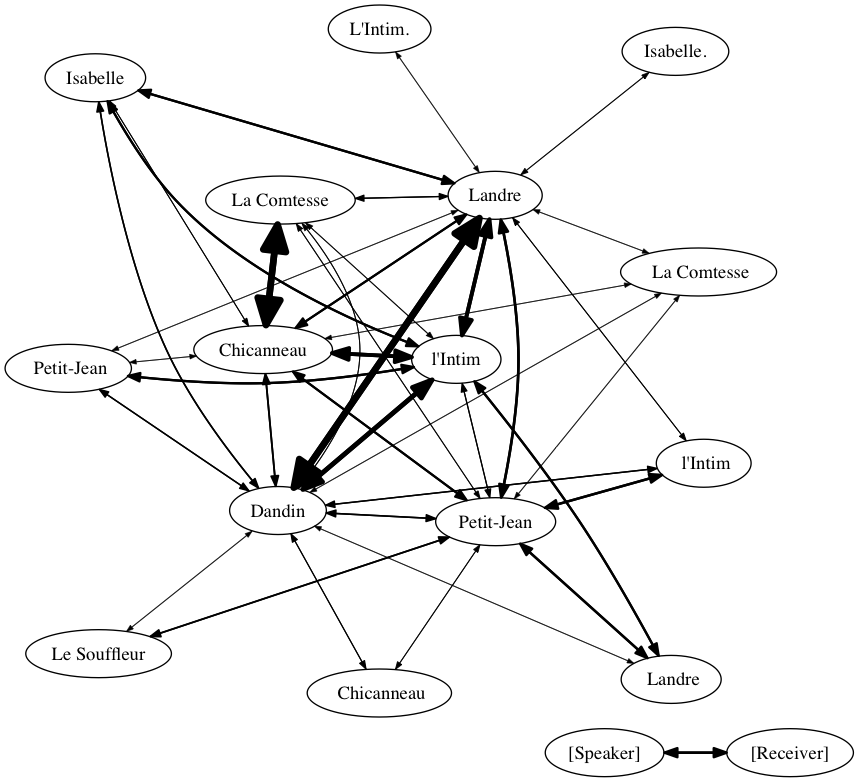 L'Intim.
Isabelle.
Isabelle
La Comtesse
Landre
La Comtesse
Chicanneau
l'Intim
Petit-Jean
l'Intim
Dandin
Petit-Jean
Le Souffleur
Landre
Chicanneau
[Speaker]
[Receiver]